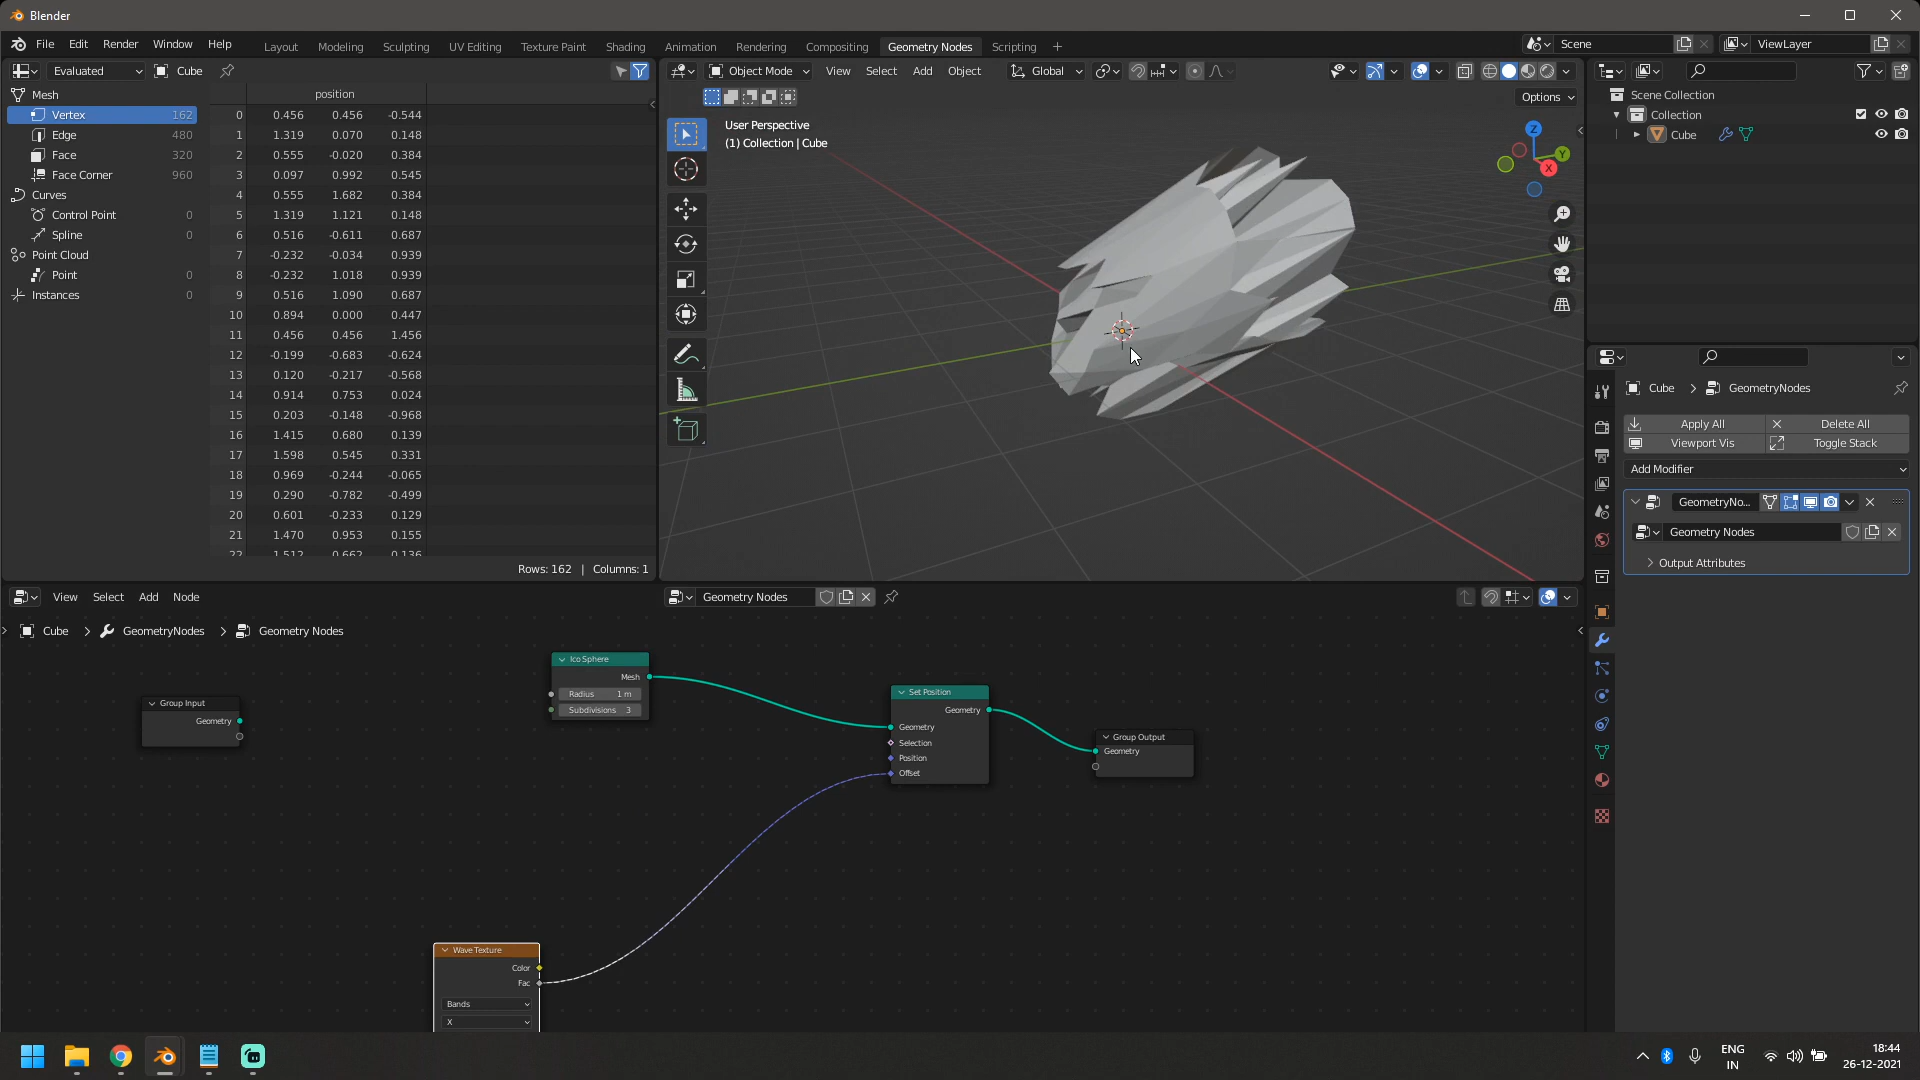 Blender
File Edit Render Window Help
Layout Modeling Sculpting UV Editing Texture Paint Shading Animation Rendering Compositing Geometry Nodes Scripting +
Scene
ViewLayer
Evaluated
Cube
Mesh
Vertex 162
Edge 480
Face 320
Face Corner 960
Curves
Control Point 0
Spline 0
Point Cloud
Point 0
Instances 0
position
0 0.456 0.456 -0.544
1 1.319 0.070 0.148
2 0.555 -0.020 0.384
3 0.097 0.992 0.545
4 0.555 1.682 0.384
5 1.319 1.121 0.148
6 0.516 -0.611 0.687
7 -0.232 -0.034 0.939
8 -0.232 1.018 0.939
9 0.516 1.090 0.687
10 0.894 0.000 0.447
11 0.456 0.456 1.456
12 -0.199 -0.683 -0.624
13 0.120 -0.217 -0.568
14 0.914 0.753 0.024
15 0.203 -0.148 -0.968
16 1.415 0.680 0.139
17 1.598 0.545 0.331
18 0.969 -0.244 -0.065
19 0.290 -0.782 -0.499
20 0.601 -0.233 0.129
21 1.470 0.953 0.155
22 1.512 0.662 0.136
Rows: 162 | Columns: 1
Object Mode View Select Add Object Global
Options
User Perspective
(1) Collection | Cube
Z
Y
X
Scene Collection
Collection
Cube
Cube > GeometryNodes
Apply All
Delete All
Viewport Vis
Toggle Stack
Add Modifier
GeometryNo...
Geometry Nodes
Output Attributes
View Select Add Node
Geometry Nodes
Cube > GeometryNodes > Geometry Nodes
Group Input
Geometry
Ico Sphere
Mesh
Radius 1 m
Subdivisions 3
Set Position
Geometry
Geometry
Selection
Position
Offset
Group Output
Geometry
Wave Texture
Color
Fac
Bands
X
ENG
IN
18:44
26-12-2021